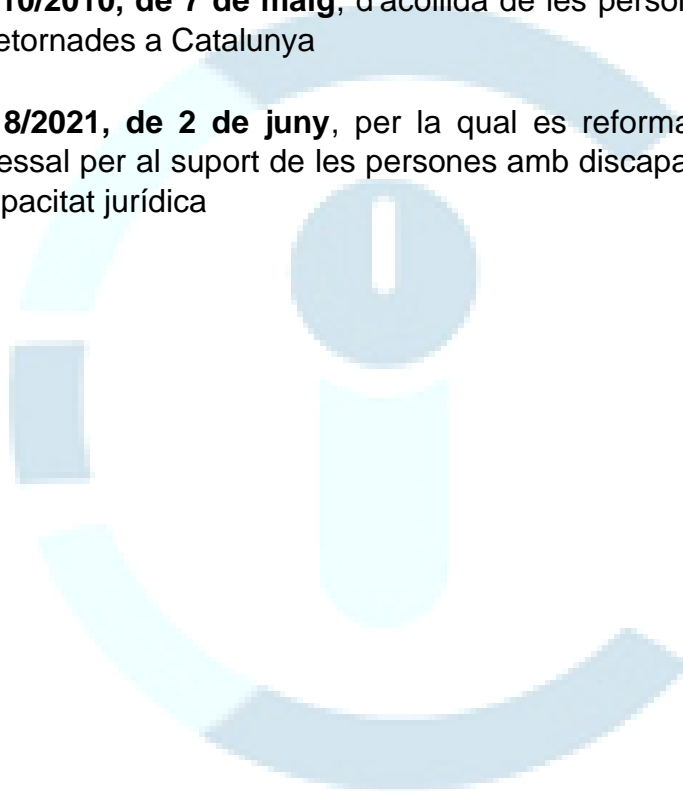 10/2010, de 7 de maig, d'acollida de les person
etornades a Catalunya
8/2021, de 2 de juny, per la qual es reforma
essal per al suport de les persones amb discapa
pacitat jurídica